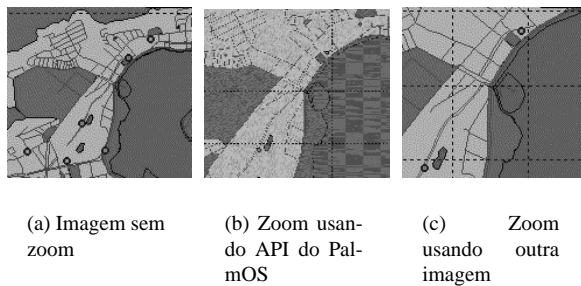 (a) Imagem sem
zoom
(b) Zoom usan-
do API do Pal-
mOS
(c) Zoom
usando outra
imagem